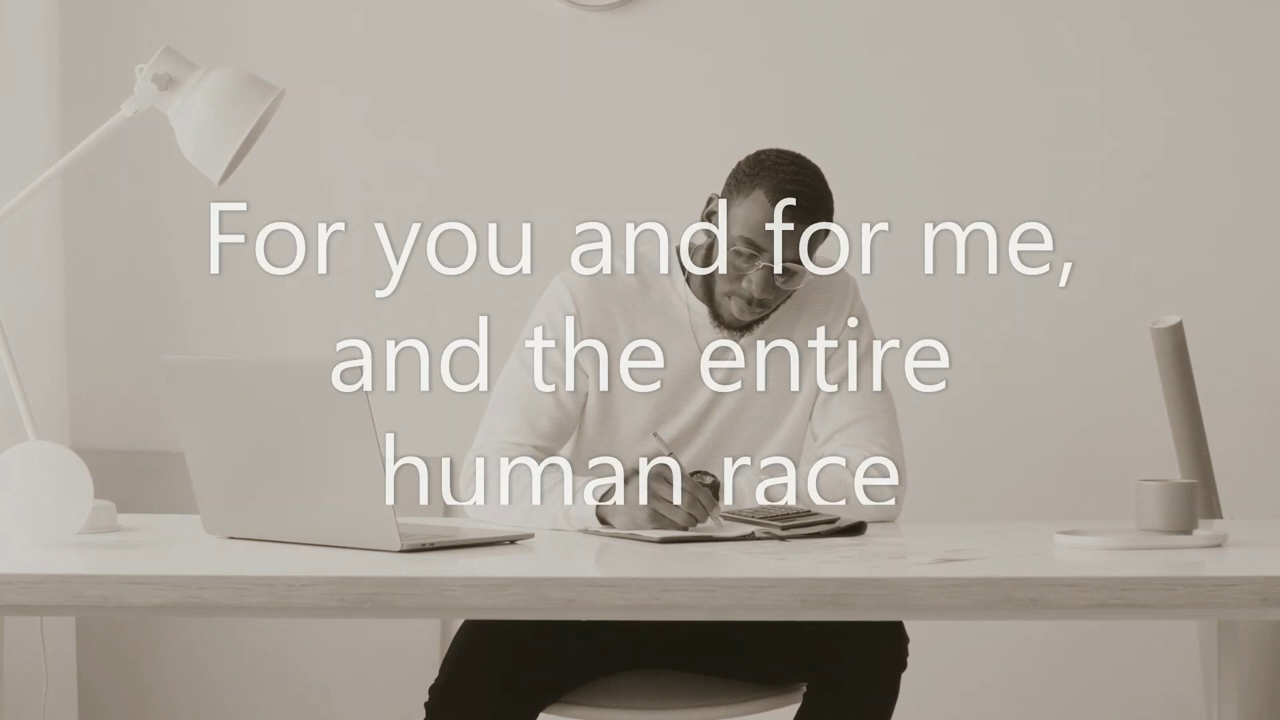 For you and for me,
and the entire
human race